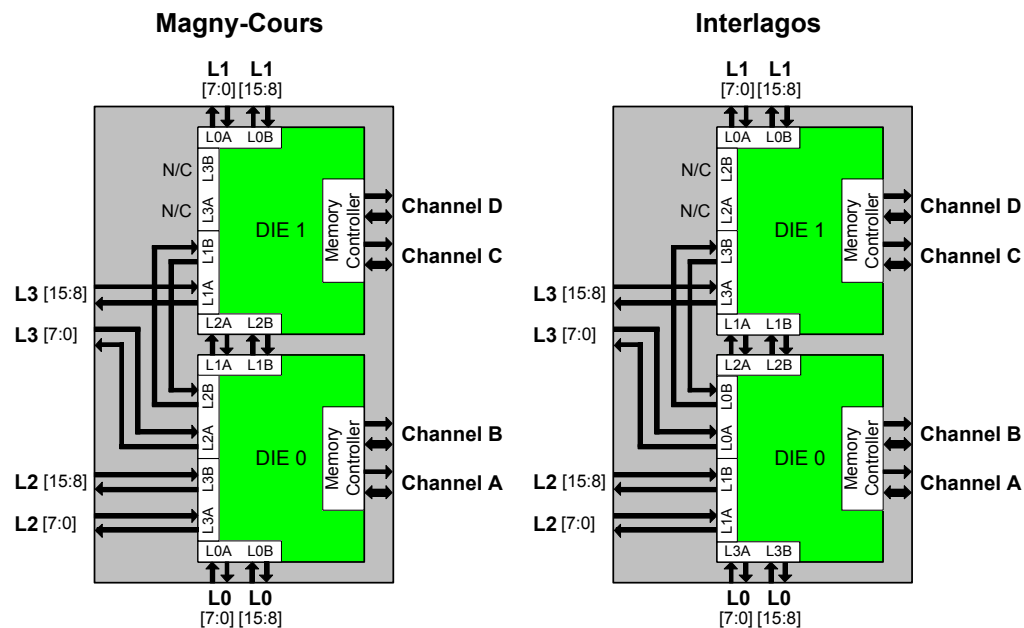 Magny-Cours
L1 L1
[7:0] [15:8]
L0A L0B
N/C
L3B
N/C
L3A
DIE 1
Memory
Controller
Channel D
Channel C
L1B
L1A
L3 [15:8]
L3 [7:0]
L2A L2B
L1A L1B
L2B
L2A
DIE 0
Memory
Controller
Channel B
Channel A
L3B
L3A
L2 [15:8]
L2 [7:0]
L0A L0B
L0 L0
[7:0] [15:8]
Interlagos
L1 L1
[7:0] [15:8]
L0A L0B
N/C
L2B
N/C
L2A
DIE 1
Memory
Controller
Channel D
Channel C
L3B
L3A
L3 [15:8]
L3 [7:0]
L1A L1B
L2A L2B
L0B
L0A
DIE 0
Memory
Controller
Channel B
Channel A
L1B
L1A
L2 [15:8]
L2 [7:0]
L3A L3B
L0 L0
[7:0] [15:8]